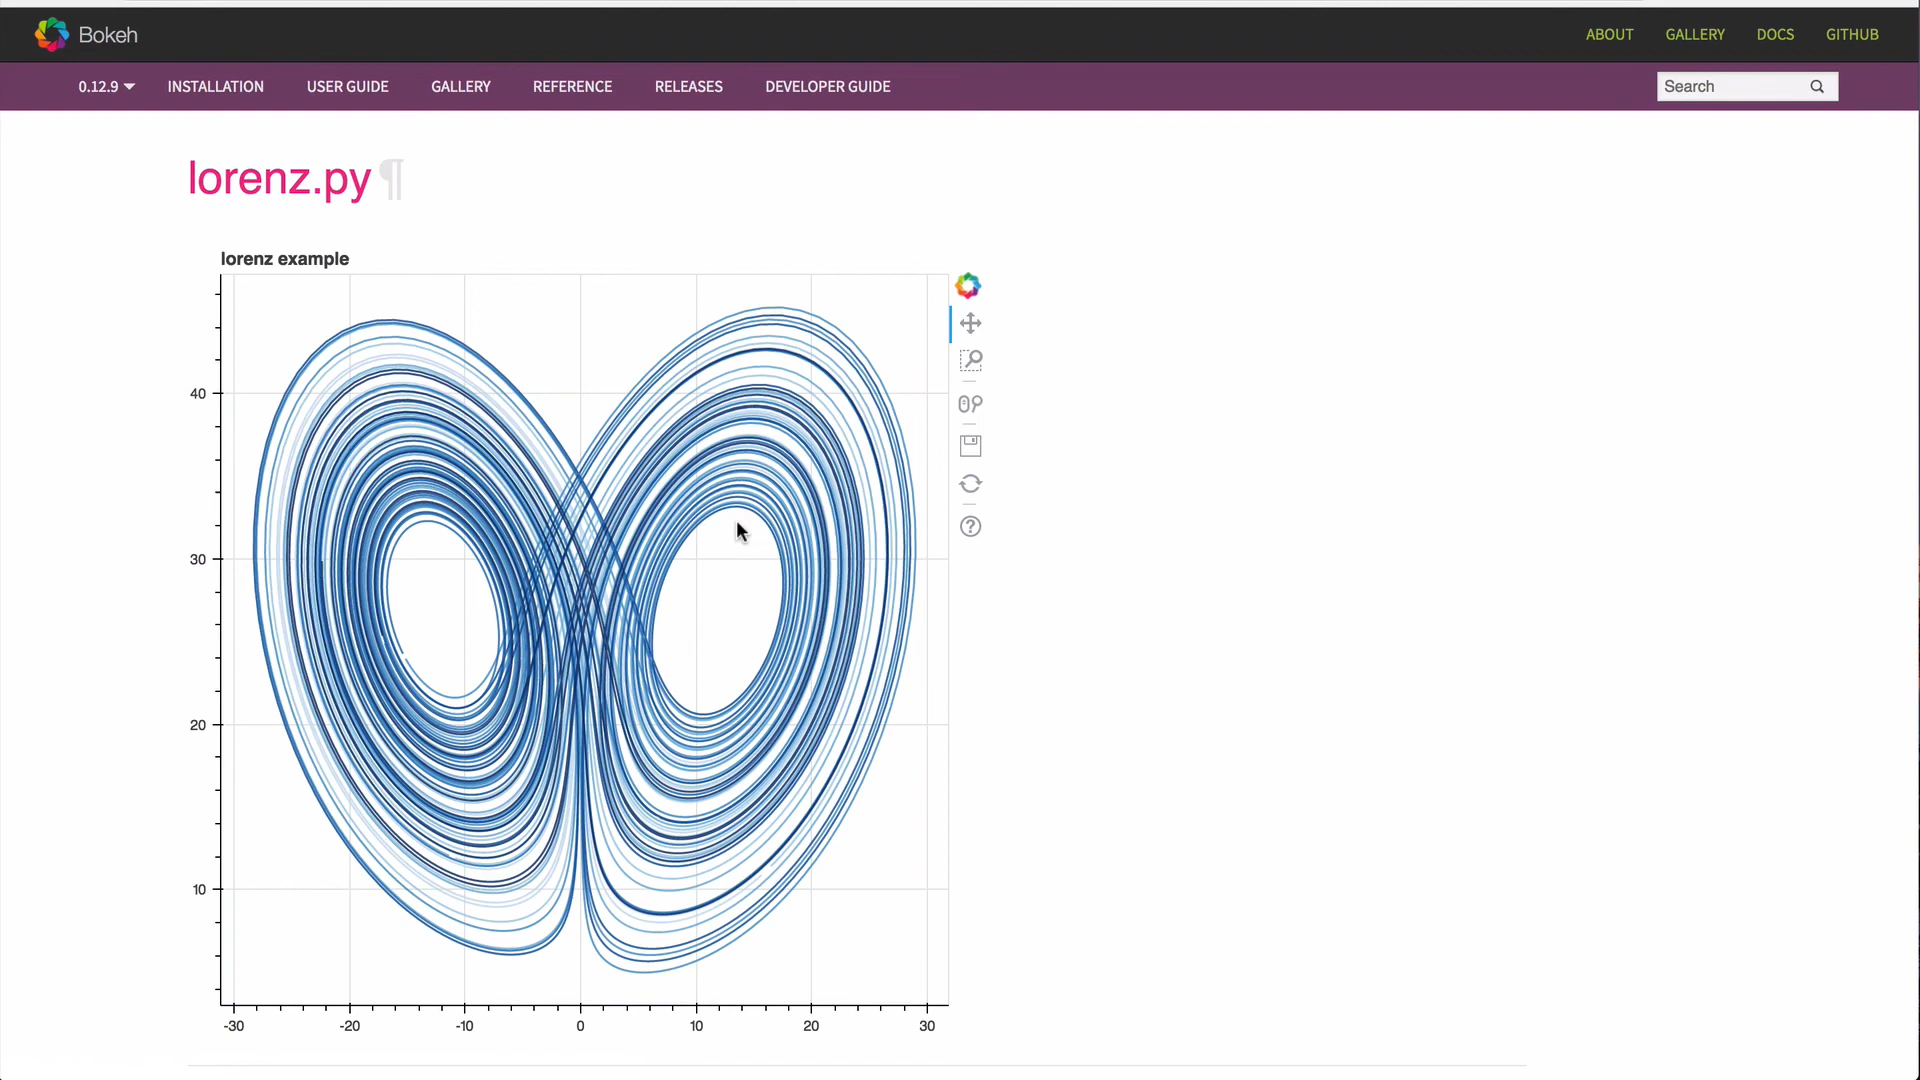 Bokeh ABOUT GALLERY DOCS GITHUB
0.12.9 INSTALLATION USER GUIDE GALLERY REFERENCE RELEASES DEVELOPER GUIDE Search
lorenz.py¶
lorenz example
40
30
20
10
-30 -20 -10 0 10 20 30